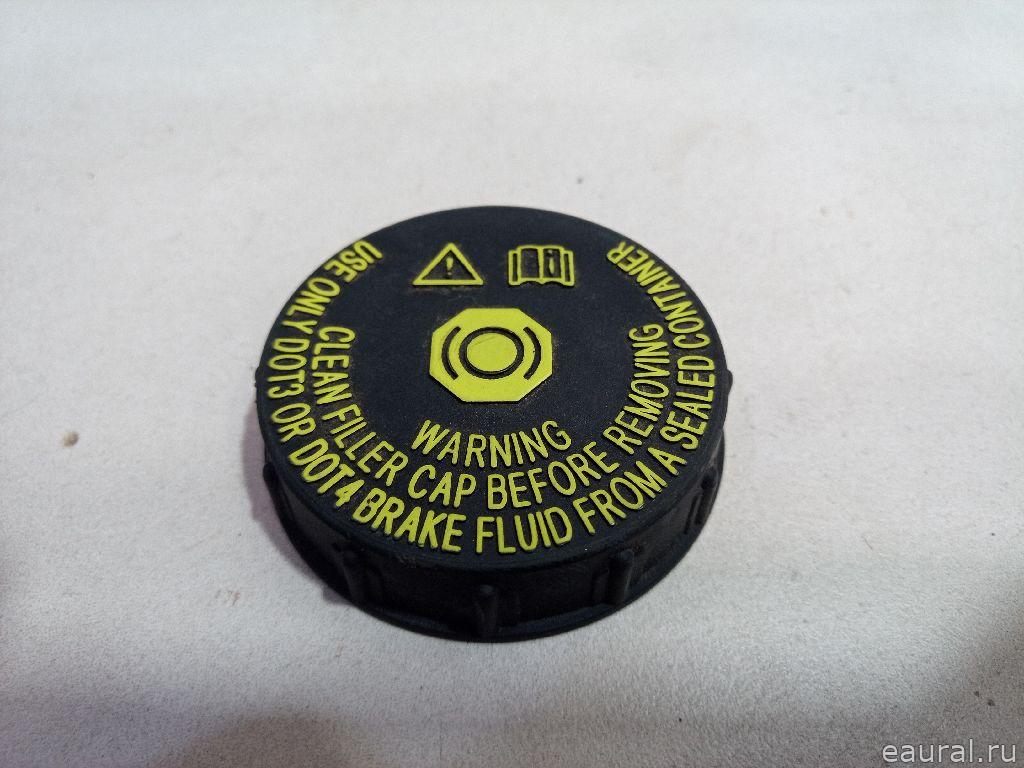 WARNING
CLEAN FILLER CAP BEFORE REMOVING
USE ONLY DOT3 OR DOT4 BRAKE FLUID FROM A SEALED CONTAINER
eaural.ru